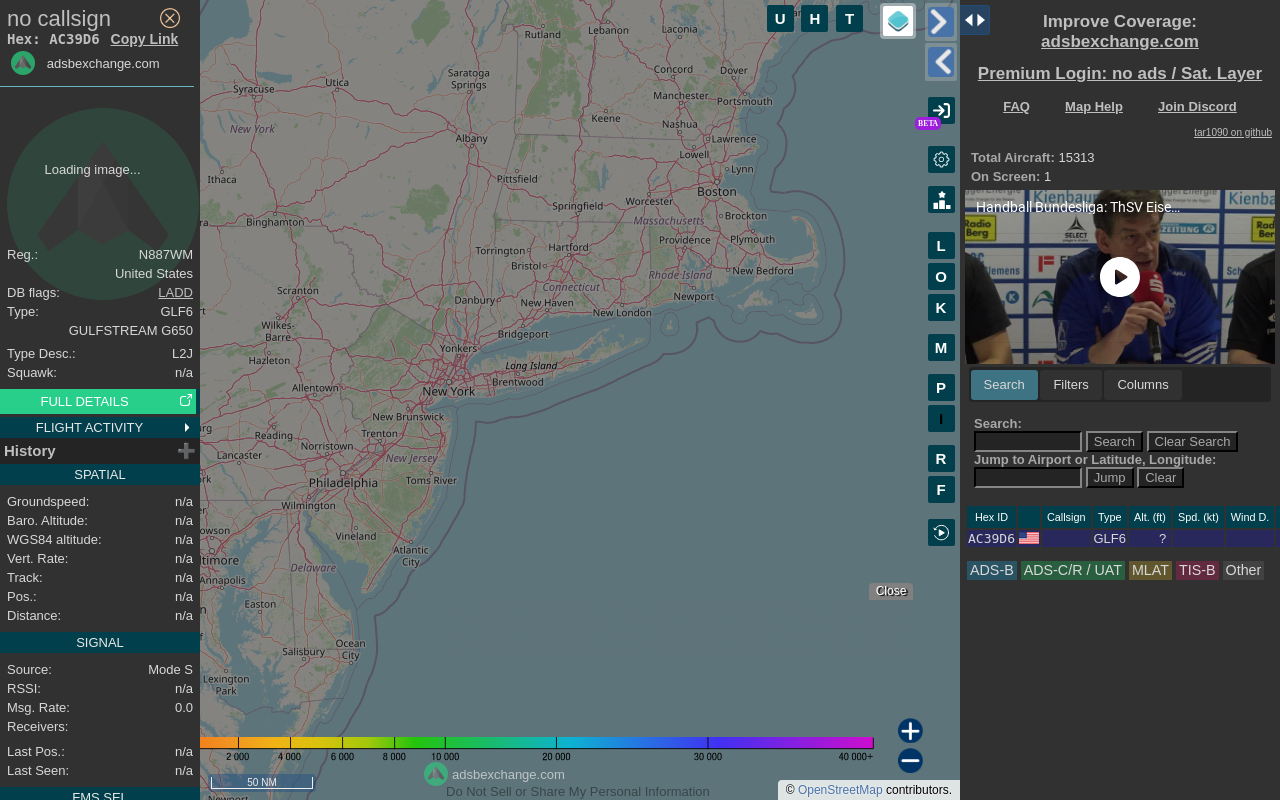 no callsign
Hex: AC39D6 Copy Link
adsbexchange.com
Loading image...
Reg.: N887WM
United States
DB flags: LADD
Type: GLF6
GULFSTREAM G650
Type Desc.: L2J
Squawk: n/a
FULL DETAILS
FLIGHT ACTIVITY
History
SPATIAL
Groundspeed: n/a
Baro. Altitude: n/a
WGS84 altitude: n/a
Vert. Rate: n/a
Track: n/a
Pos.: n/a
Distance: n/a
SIGNAL
Source: Mode S
RSSI: n/a
Msg. Rate: 0.0
Receivers:
Last Pos.: n/a
Last Seen: n/a
FMS SEL
U H T
BETA
L
O
K
M
P
I
R
F
Rutland
Lebanon
Laconia
Concord
Dover
Utica
Saratoga
Springs
Syracuse
Manchester
Portsmouth
Keene
Nashua
New York
Albany
Lawrence
Lowell
Lynn
Ithaca
Pittsfield
Boston
Worcester
Springfield
Massachusetts
Brockton
Binghamton
Providence
Plymouth
Hartford
Torrington
Bristol
New Bedford
Rhode Island
Connecticut
Scranton
Danbury
New Haven
Newport
New London
Wilkes-
Barre
Bridgeport
Yonkers
Hazleton
Long Island
Brentwood
Allentown
New York
New Brunswick
Reading
Trenton
Norristown
Lancaster
New Jersey
Philadelphia
Toms River
Wilmington
Vineland
Atlantic
City
Delaware
Annapolis
Easton
Ocean
City
Salisbury
Lexington
Park
Close
2 000 4 000 6 000 8 000 10 000 20 000 30 000 40 000+
50 NM
adsbexchange.com
Do Not Sell or Share My Personal Information
© OpenStreetMap contributors.
Improve Coverage:
adsbexchange.com
Premium Login: no ads / Sat. Layer
FAQ Map Help Join Discord
tar1090 on github
Total Aircraft: 15313
On Screen: 1
Handball Bundesliga: ThSV Eise...
Search Filters Columns
Search:
Search Clear Search
Jump to Airport or Latitude, Longitude:
Jump Clear
Hex ID Callsign Type Alt. (ft) Spd. (kt) Wind D.
AC39D6 GLF6 ?
ADS-B ADS-C/R / UAT MLAT TIS-B Other